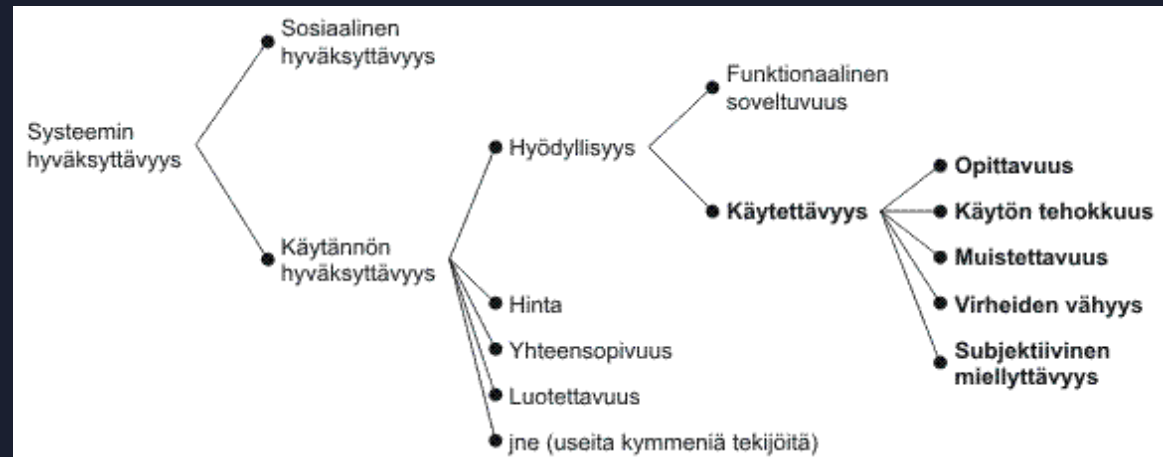 Sosiaalinen
hyväksyttävyys
Funktionaalinen
soveltuvuus
Systeemin
hyväksyttävyys
Hyödyllisyys
Opittavuus
Käytettävyys
Käytön tehokkuus
Käytännön
hyväksyttävyys
Muistettavuus
Hinta
Virheiden vähyys
Yhteensopivuus
Subjektiivinen
miellyttävyys
Luotettavuus
jne (useita kymmeniä tekijöitä)